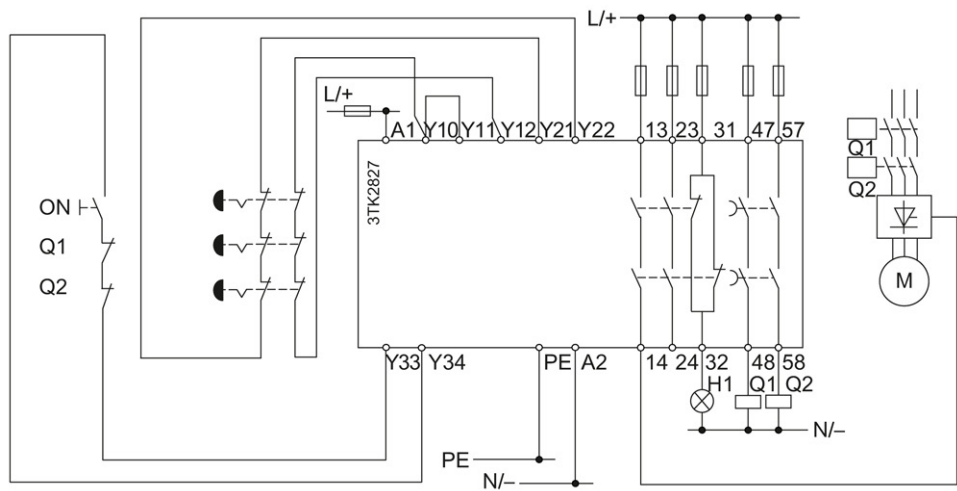 L/+
L/+
A1 Y10 Y11 Y12 Y21 Y22 13 23 31 47 57
3TK2827
Q1
Q2
ON
Q1
Q2
M
Y33 Y34 PE A2 14 24 32 48 58
H1 Q1 Q2
N/–
PE
N/–